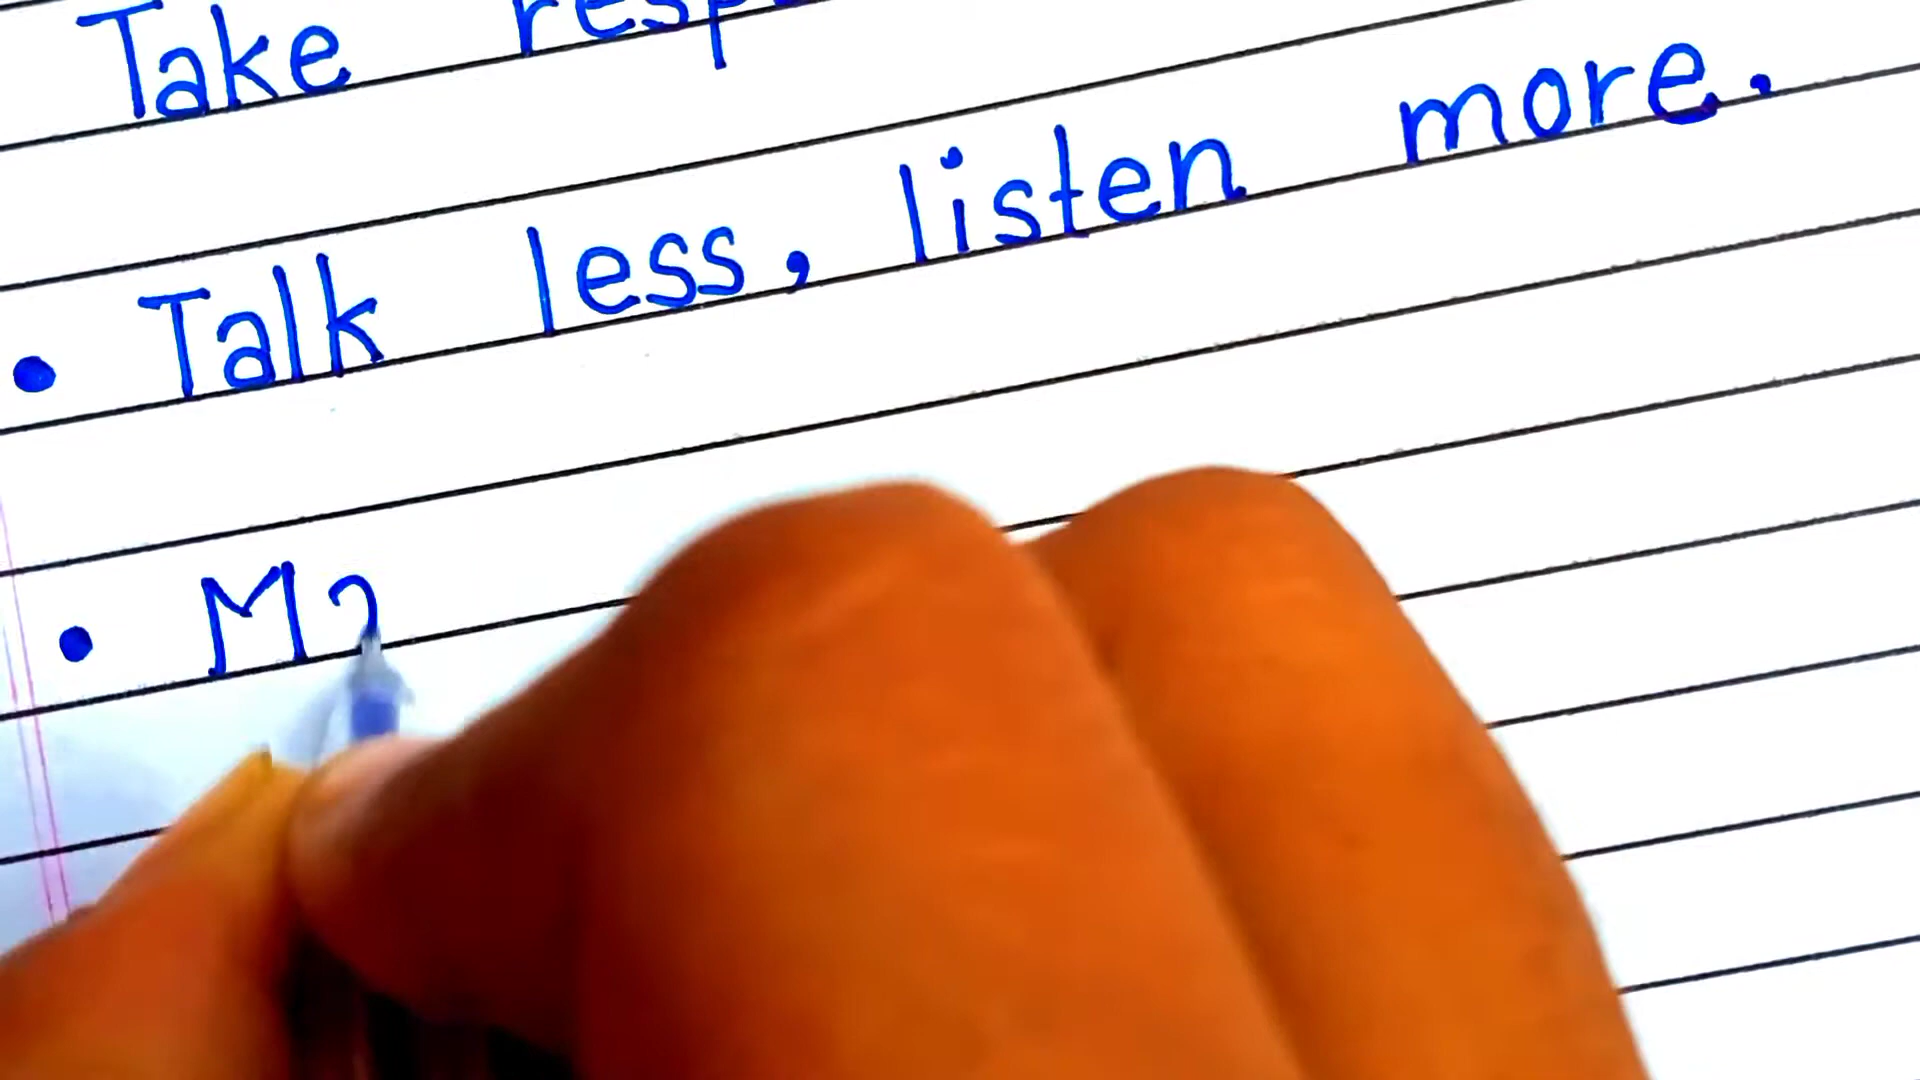 Take
• Talk less, listen more.
• M